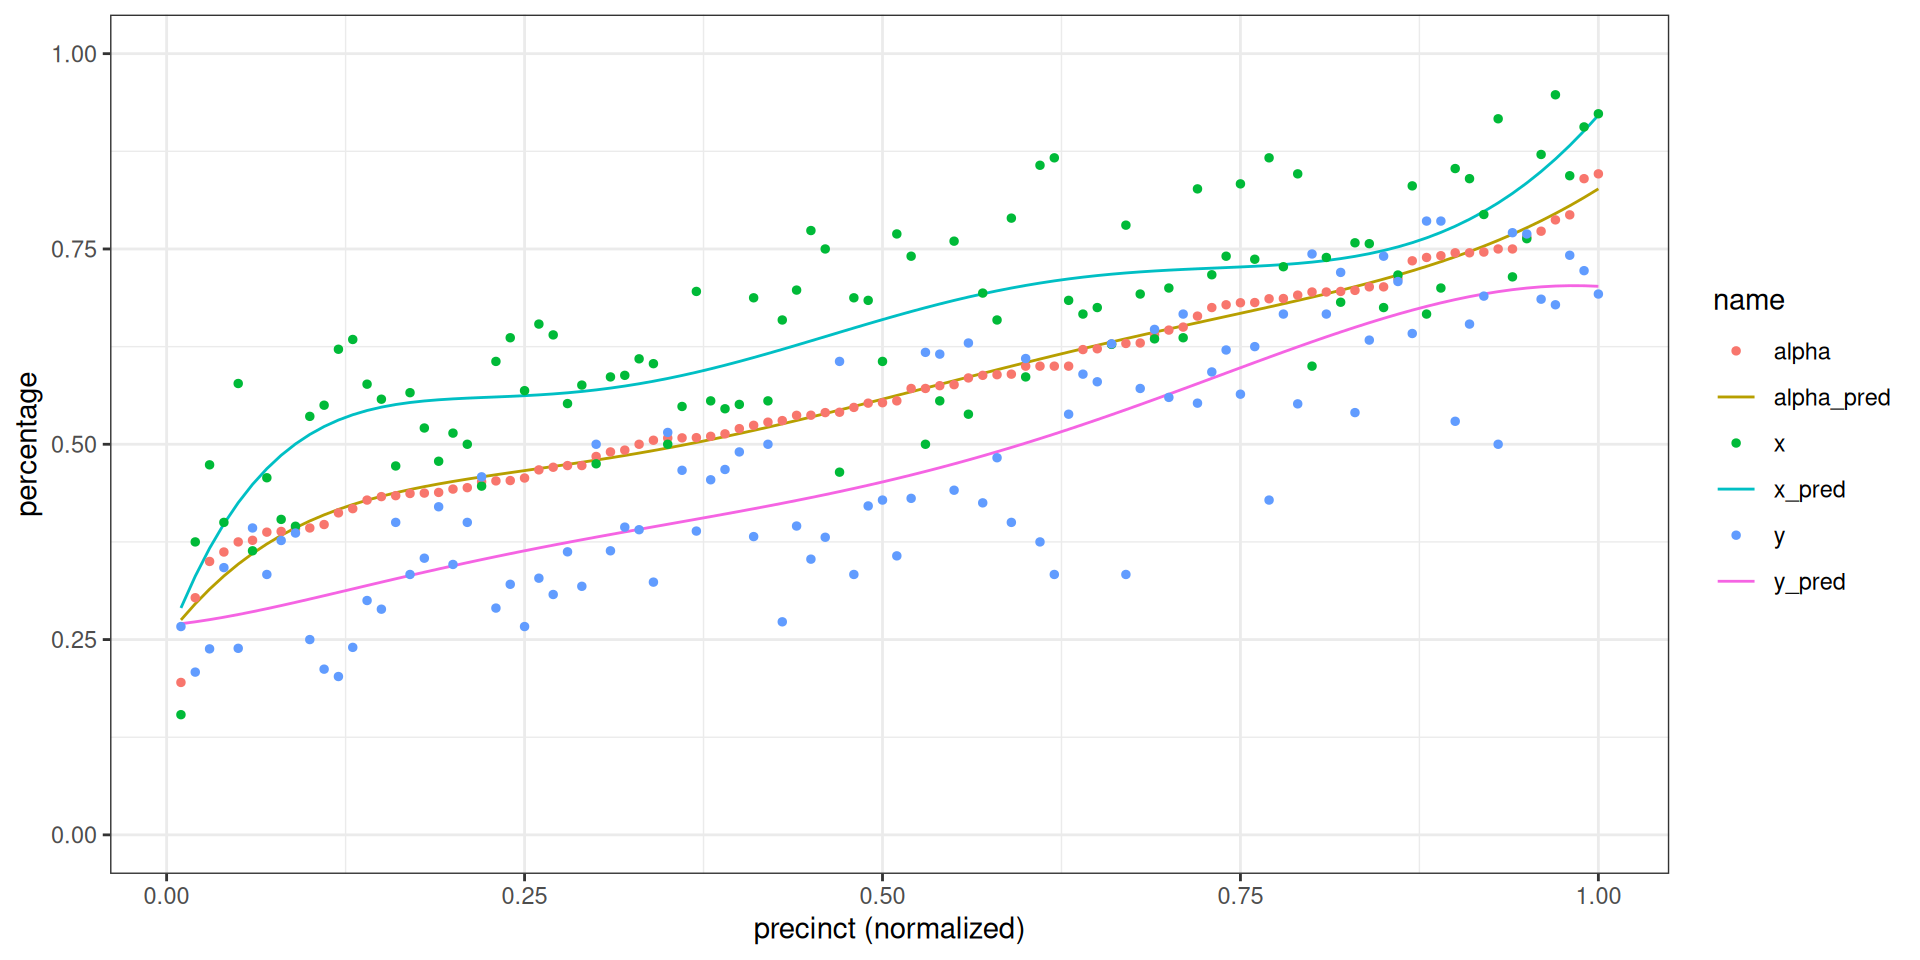 1.00
0.75
0.50
0.25
0.00
percentage
0.00 0.25 0.50 0.75 1.00
precinct (normalized)
name
alpha
alpha_pred
x
x_pred
y
y_pred